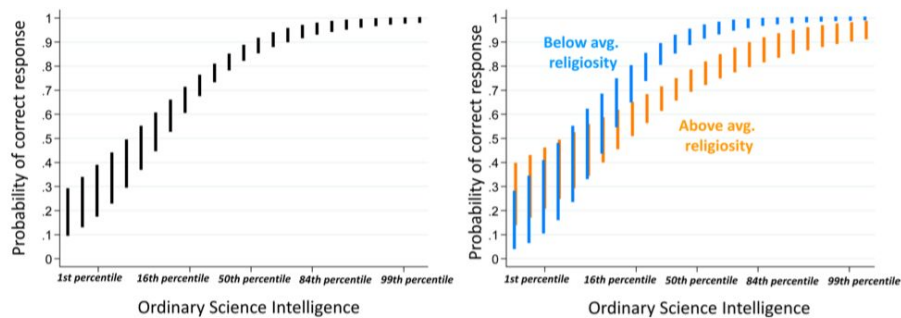 Probability of correct response
1
.9
.8
.7
.6
.5
.4
.3
.2
.1
0
1st percentile 16th percentile 50th percentile 84th percentile 99th percentile
Ordinary Science Intelligence
Probability of correct response
1
.9
.8
.7
.6
.5
.4
.3
.2
.1
0
Below avg.
religiosity
Above avg.
religiosity
1st percentile 16th percentile 50th percentile 84th percentile 99th percentile
Ordinary Science Intelligence